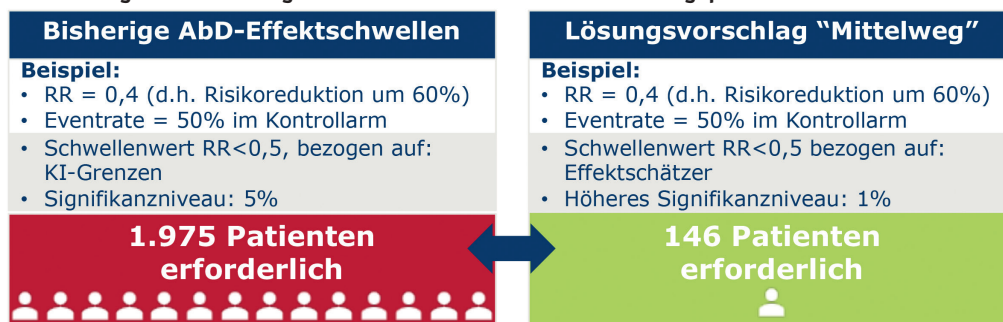 Bisherige AbD-Effektschwellen
Beispiel:
• RR = 0,4 (d.h. Risikoreduktion um 60%)
• Eventrate = 50% im Kontrollarm
• Schwellenwert RR<0,5, bezogen auf:
KI-Grenzen
• Signifikanzniveau: 5%
1.975 Patienten
erforderlich
Lösungsvorschlag “Mittelweg”
Beispiel:
• RR = 0,4 (d.h. Risikoreduktion um 60%)
• Eventrate = 50% im Kontrollarm
• Schwellenwert RR<0,5 bezogen auf:
Effektschätzer
• Höheres Signifikanzniveau: 1%
146 Patienten
erforderlich